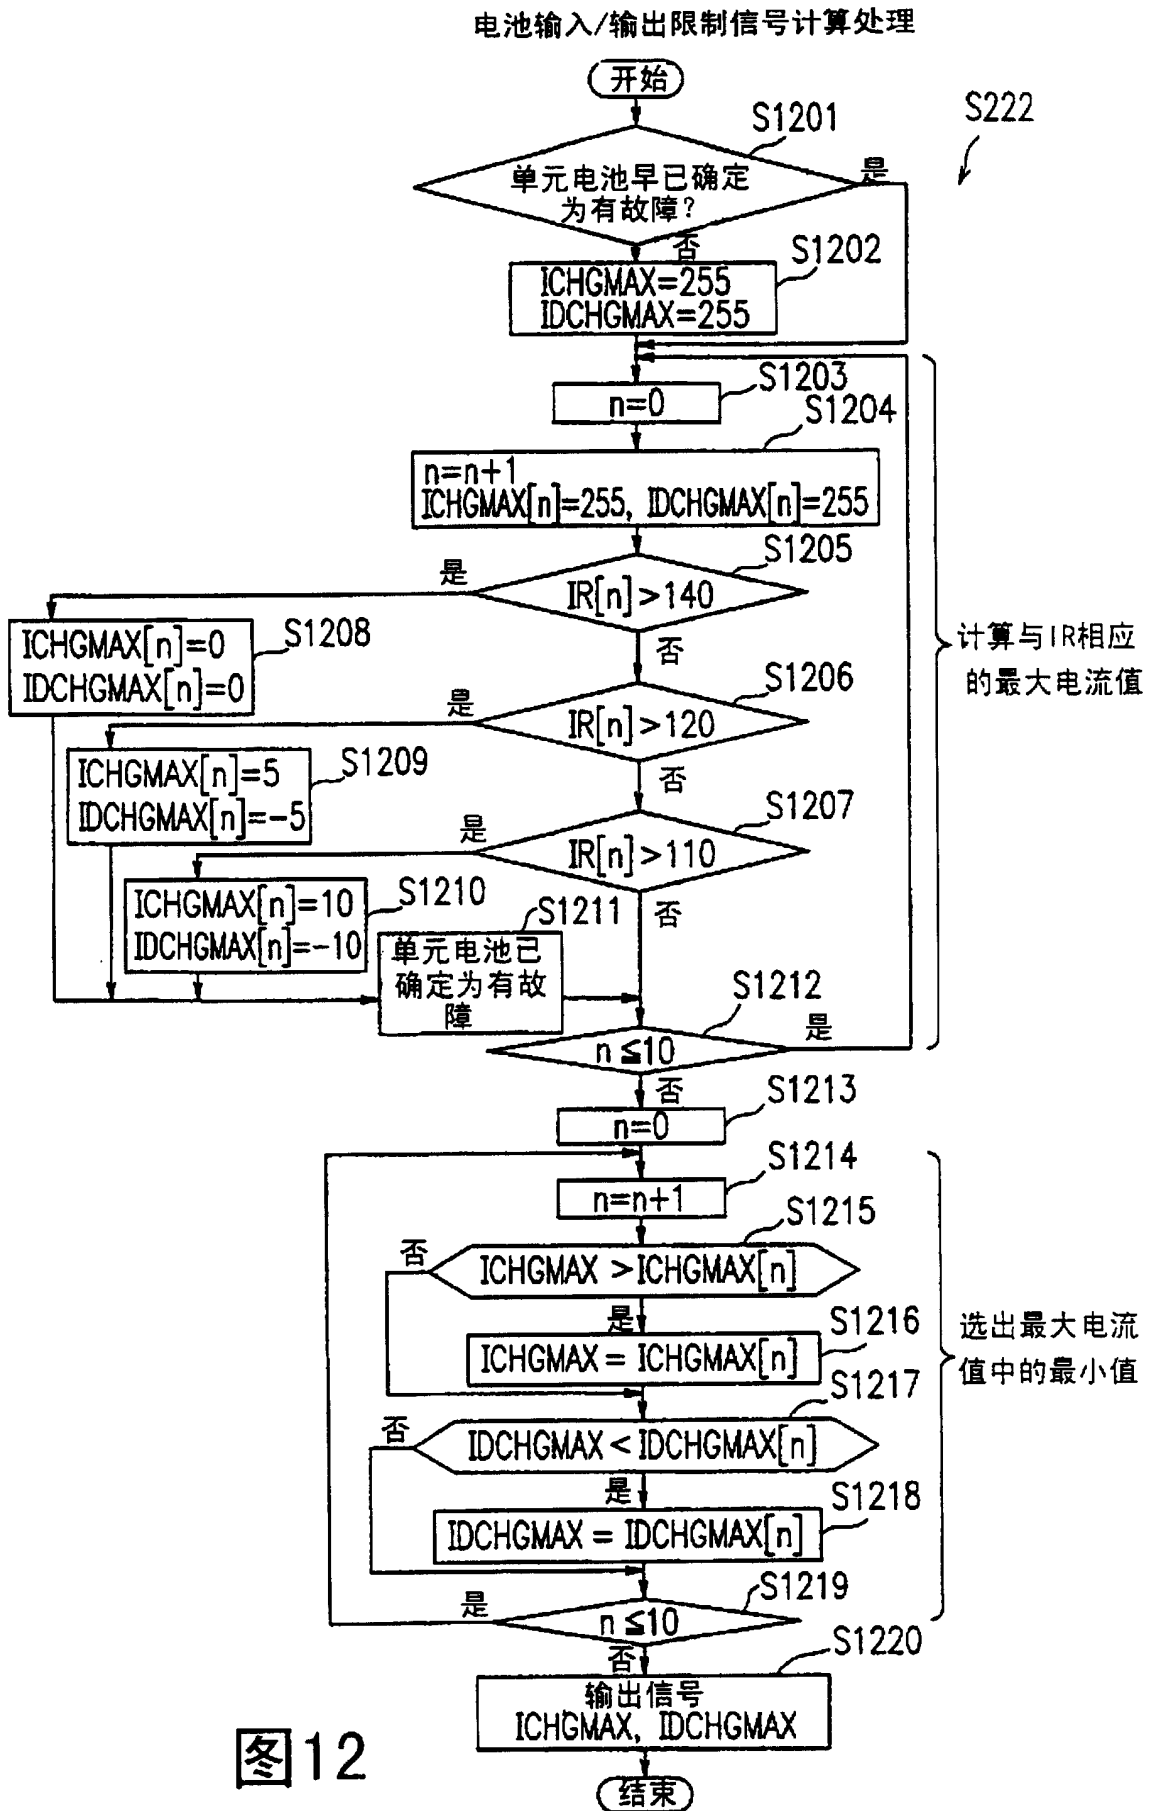 电池输入/输出限制信号计算处理
开始
S1201
S222
单元电池早已确定
为有故障?
是
否
S1202
ICHGMAX=255
IDCHGMAX=255
S1203
n=0
S1204
n=n+1
ICHGMAX[n]=255, IDCHGMAX[n]=255
S1205
是
IR[n]>140
否
S1208
ICHGMAX[n]=0
IDCHGMAX[n]=0
计算与IR相应
的最大电流值
S1206
是
IR[n]>120
否
S1209
ICHGMAX[n]=5
IDCHGMAX[n]=-5
S1207
是
IR[n]>110
否
S1210
ICHGMAX[n]=10
IDCHGMAX[n]=-10
S1211
单元电池已
确定为有故
障
S1212
n≦10
是
否
S1213
n=0
S1214
n=n+1
S1215
否
ICHGMAX >ICHGMAX[n]
是
S1216
ICHGMAX = ICHGMAX[n]
选出最大电流
值中的最小值
S1217
否
IDCHGMAX < IDCHGMAX[n]
是
S1218
IDCHGMAX = IDCHGMAX[n]
S1219
是
n≦10
否
S1220
输出信号
ICHGMAX, IDCHGMAX
结束
图12